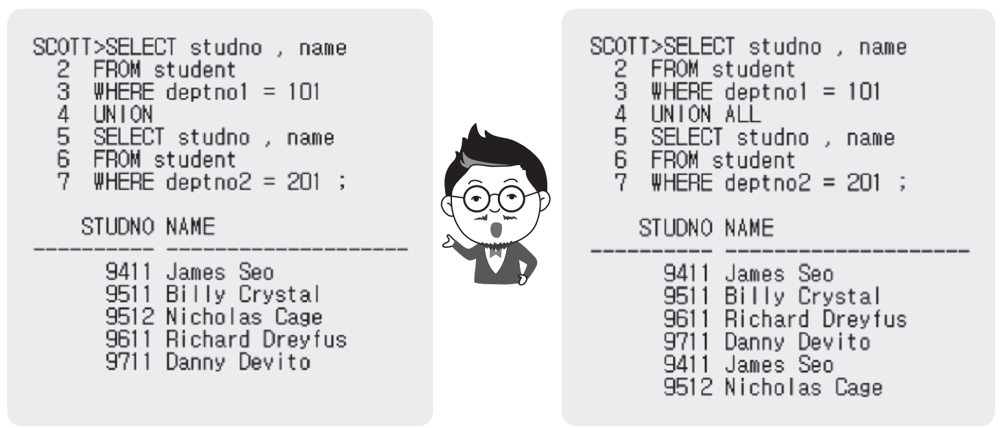 SCOTT>SELECT studno , name
2 FROM student
3 WHERE deptno1 = 101
4 UNION
5 SELECT studno , name
6 FROM student
7 WHERE deptno2 = 201 ;
STUDNO NAME
---------- --------------------
9411 James Seo
9511 Billy Crystal
9512 Nicholas Cage
9611 Richard Dreyfus
9711 Danny Devito
SCOTT>SELECT studno , name
2 FROM student
3 WHERE deptno1 = 101
4 UNION ALL
5 SELECT studno , name
6 FROM student
7 WHERE deptno2 = 201 ;
STUDNO NAME
---------- --------------------
9411 James Seo
9511 Billy Crystal
9611 Richard Dreyfus
9711 Danny Devito
9411 James Seo
9512 Nicholas Cage